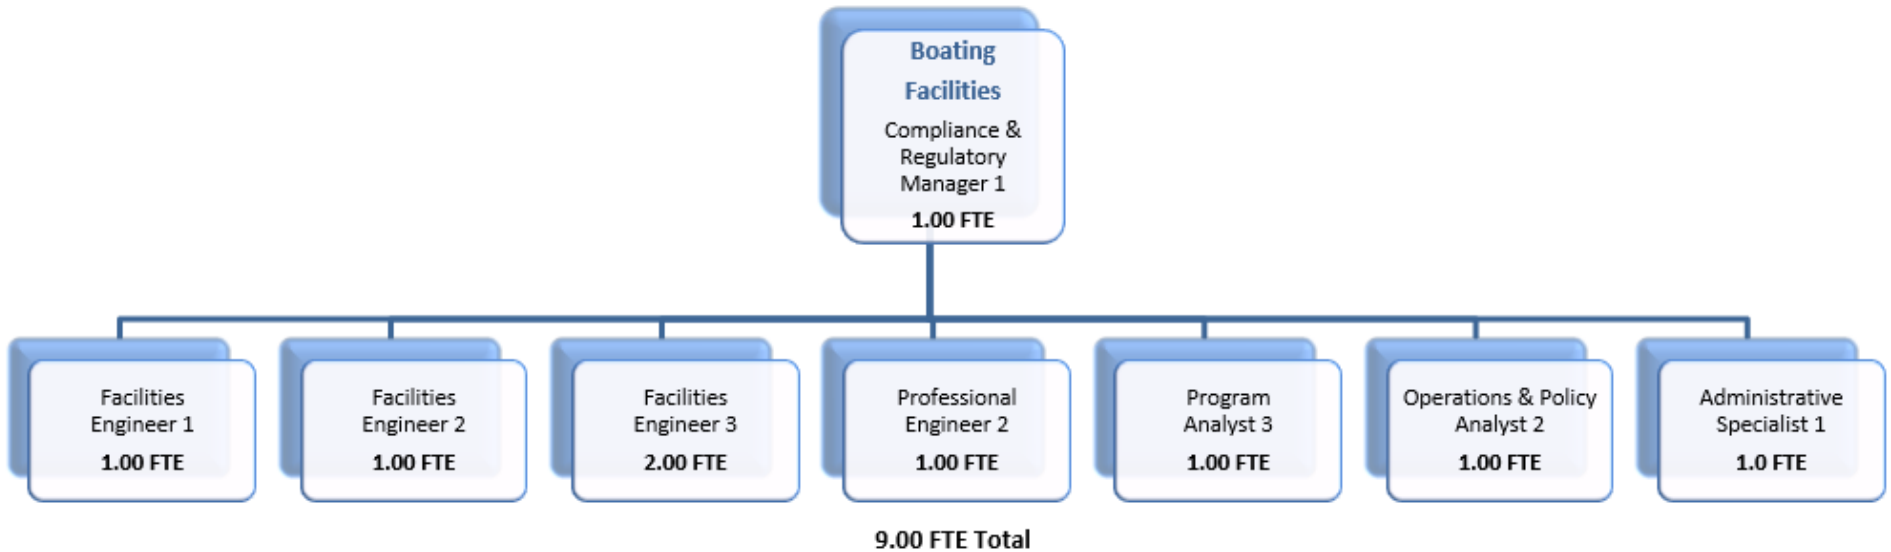 Boating
Facilities
Compliance &
Regulatory
Manager 1
1.00 FTE
Facilities
Engineer 1
1.00 FTE
Facilities
Engineer 2
1.00 FTE
Facilities
Engineer 3
2.00 FTE
Professional
Engineer 2
1.00 FTE
Program
Analyst 3
1.00 FTE
Operations & Policy
Analyst 2
1.00 FTE
Administrative
Specialist 1
1.0 FTE
9.00 FTE Total